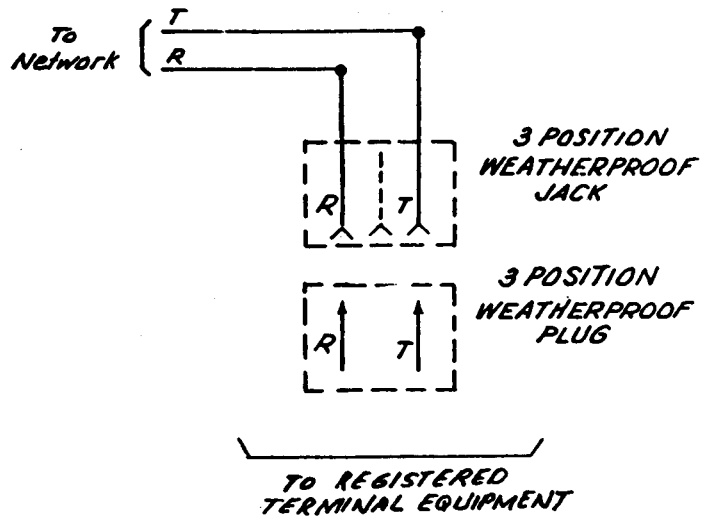 T
To
Network
R
3 POSITION
WEATHERPROOF
JACK
R
T
3 POSITION
WEATHERPROOF
PLUG
R
T
TO REGISTERED
TERMINAL EQUIPMENT